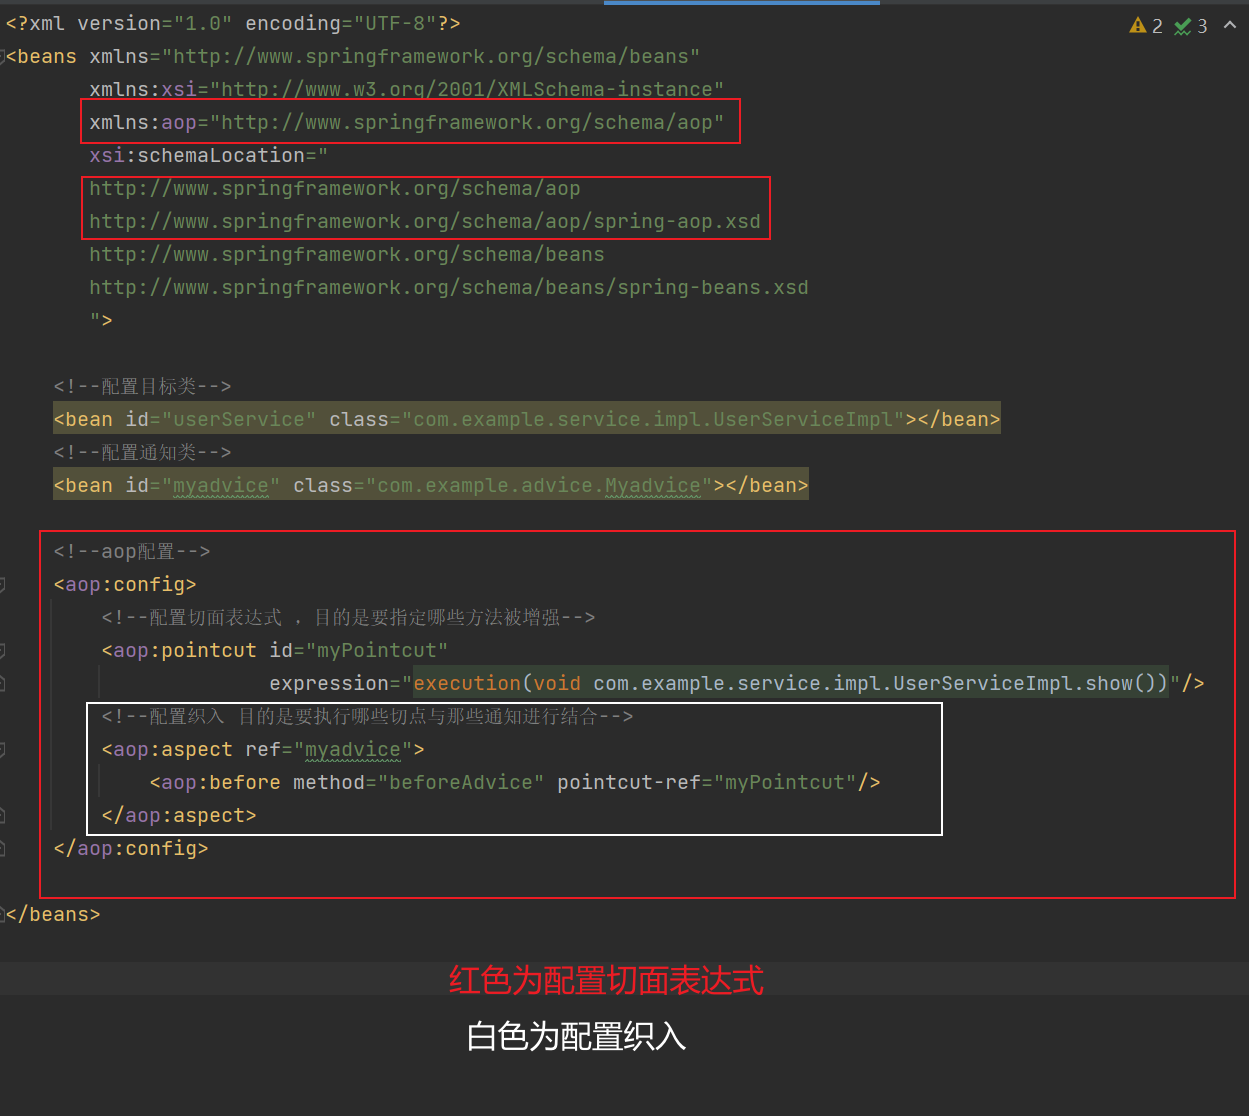 <?xml version="1.0" encoding="UTF-8"?>
2 3
<beans xmlns="http://www.springframework.org/schema/beans"
xmlns:xsi="http://www.w3.org/2001/XMLSchema-instance"
xmlns:aop="http://www.springframework.org/schema/aop"
xsi:schemaLocation="
http://www.springframework.org/schema/aop
http://www.springframework.org/schema/aop/spring-aop.xsd
http://www.springframework.org/schema/beans
http://www.springframework.org/schema/beans/spring-beans.xsd
">
<!--配置目标类-->
<bean id="userService" class="com.example.service.impl.UserServiceImpl"></bean>
<!--配置通知类-->
<bean id="myadvice" class="com.example.advice.Myadvice"></bean>
<!--aop配置-->
<aop:config>
<!--配置切面表达式 ，目的是要指定哪些方法被增强-->
<aop:pointcut id="myPointcut"
expression="execution(void com.example.service.impl.UserServiceImpl.show())"/>
<!--配置织入 目的是要执行哪些切点与那些通知进行结合-->
<aop:aspect ref="myadvice">
<aop:before method="beforeAdvice" pointcut-ref="myPointcut"/>
</aop:aspect>
</aop:config>
</beans>
红色为配置切面表达式
白色为配置织入